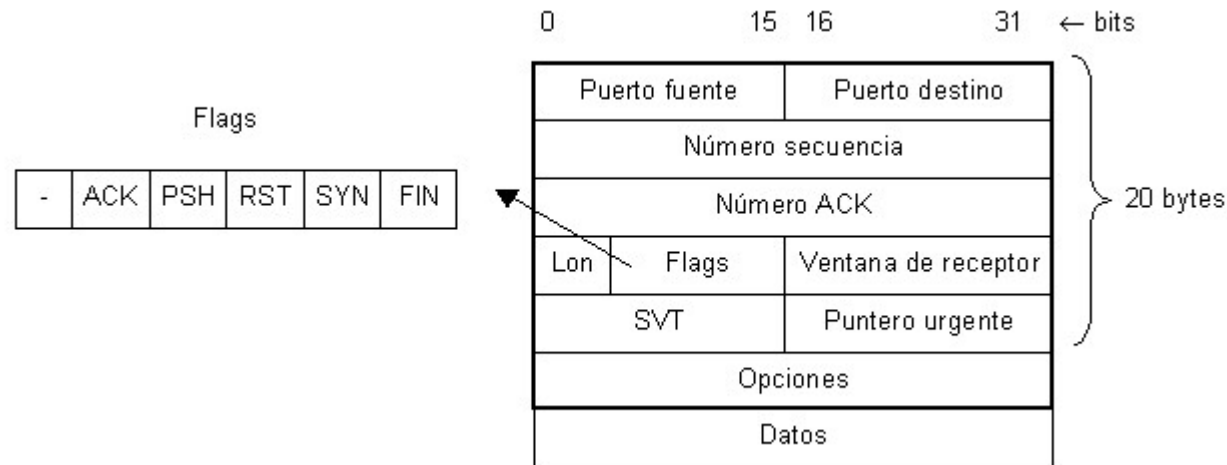 0 15 16 31 ← bits
Flags
- ACK PSH RST SYN FIN
Puerto fuente Puerto destino
Número secuencia
Número ACK
Lon Flags Ventana de receptor
SVT Puntero urgente
Opciones
Datos
20 bytes